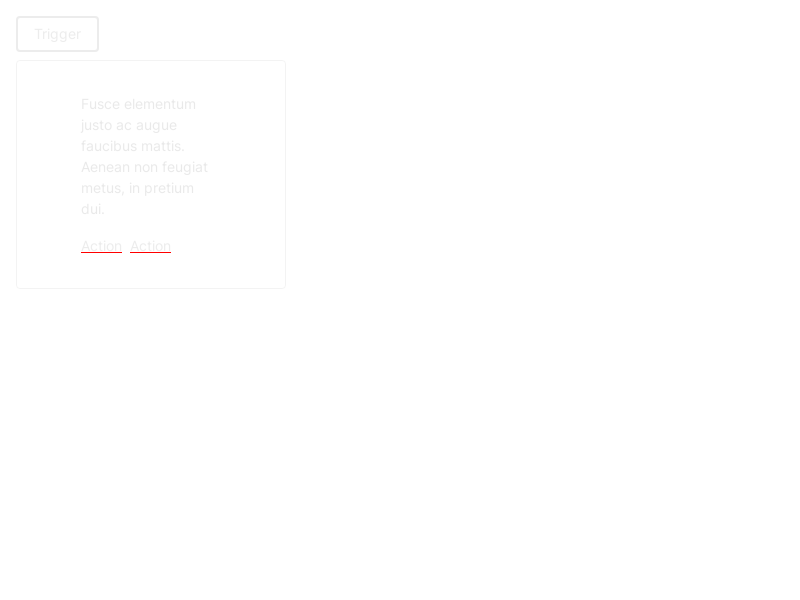 Trigger
Fusce elementum
justo ac augue
faucibus mattis.
Aenean non feugiat
metus, in pretium
dui.
Action Action